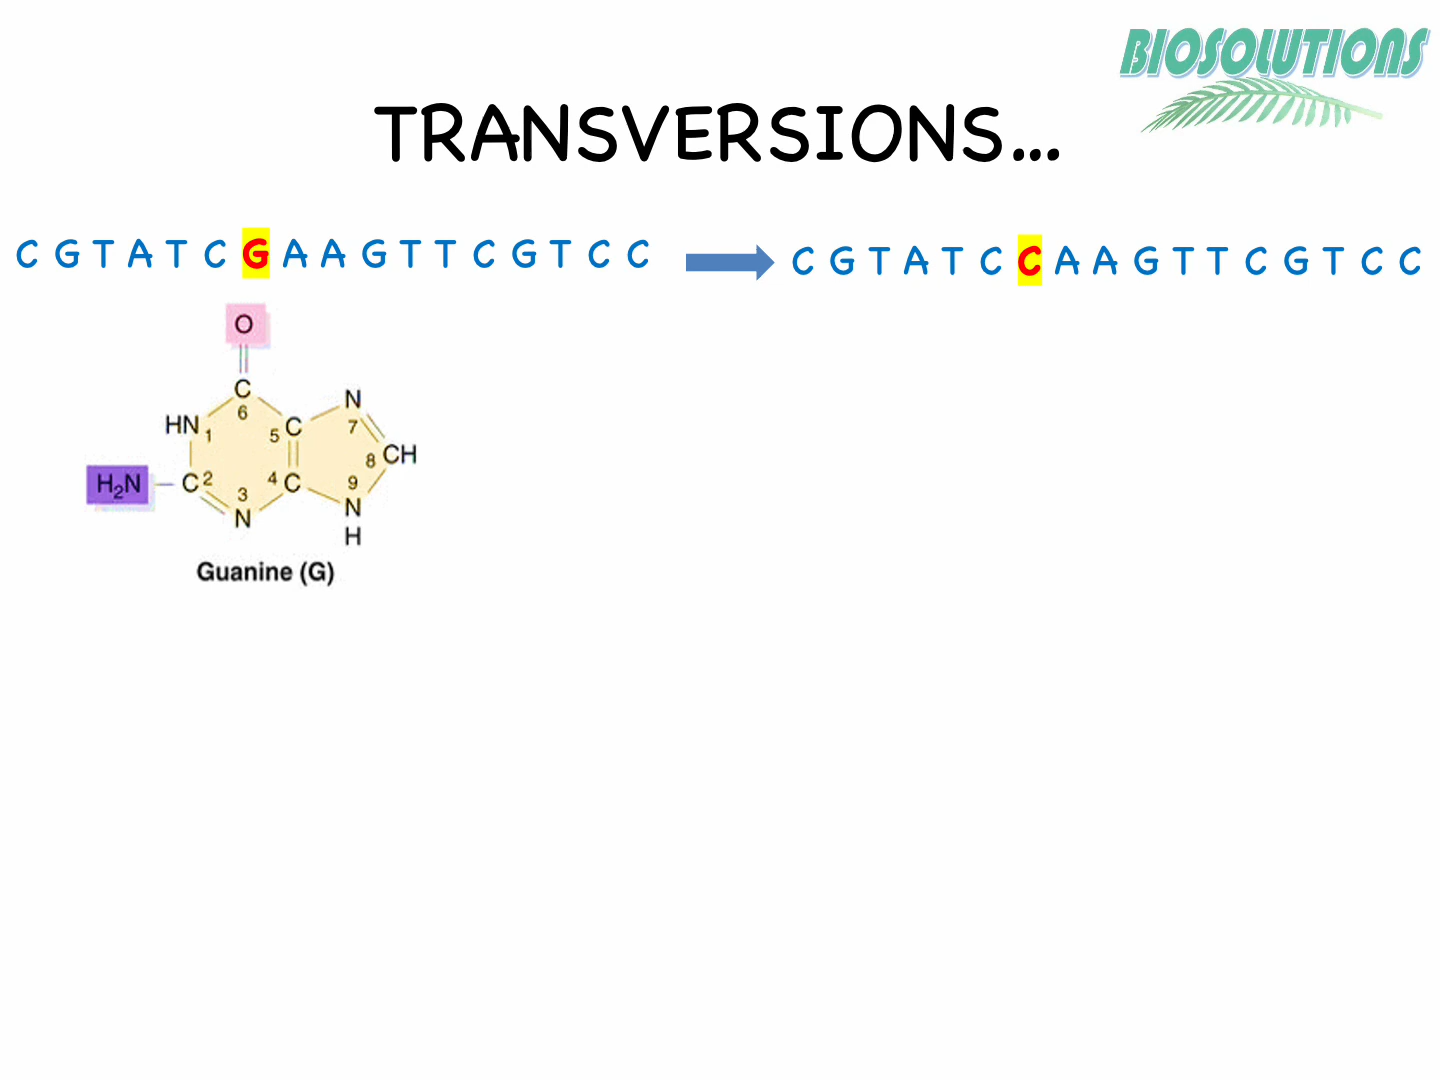 BIOSOLUTIONS
TRANSVERSIONS...
C G T A T C G A A G T T C G T C C
C G T A T C C A A G T T C G T C C
O
C
6
N
HN
1
5
C
7
8
CH
H₂N
C
2
3
4
C
9
N
N
H
Guanine (G)